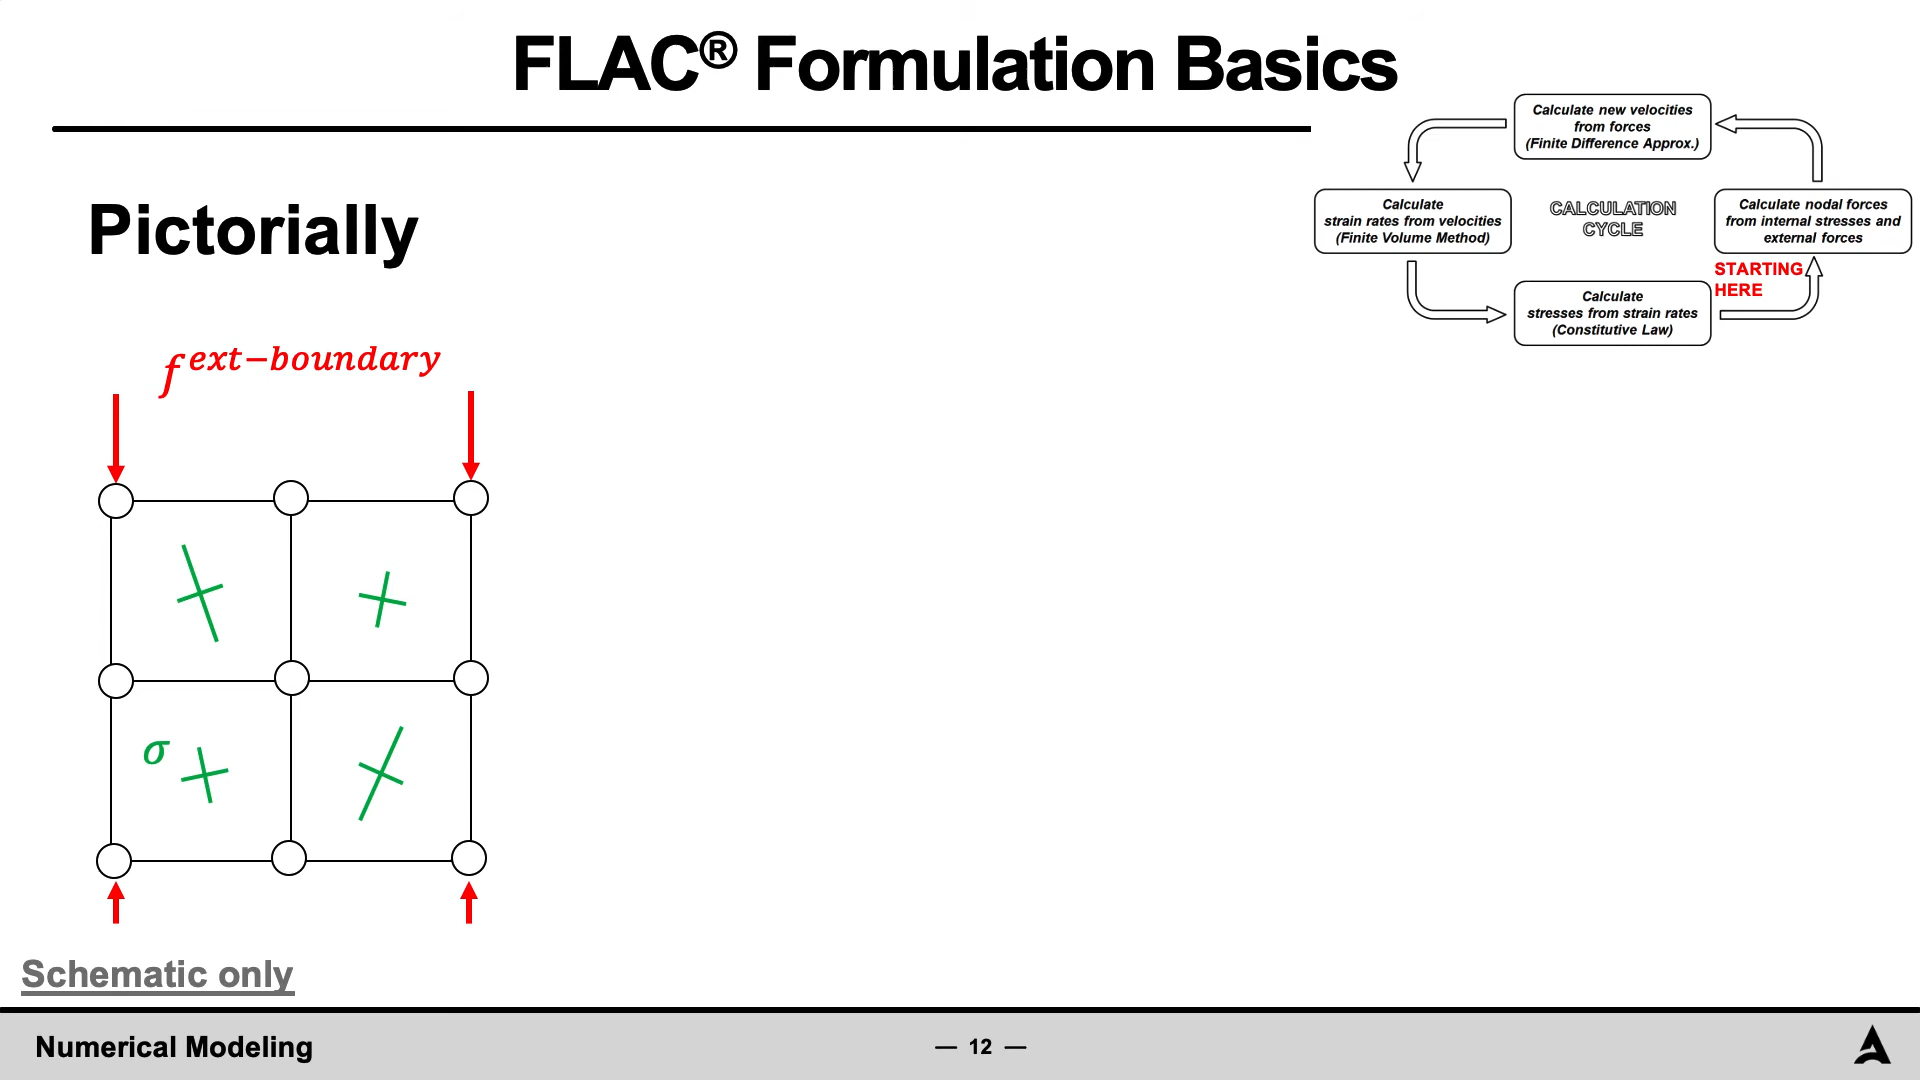 FLAC® Formulation Basics
Calculate new velocities
from forces
(Finite Difference Approx.)
Calculate
strain rates from velocities
(Finite Volume Method)
CALCULATION
CYCLE
Calculate nodal forces
from internal stresses and
external forces
STARTING
HERE
Calculate
stresses from strain rates
(Constitutive Law)
Pictorially
f^{ext−boundary}
σ
Schematic only
Numerical Modeling
— 12 —